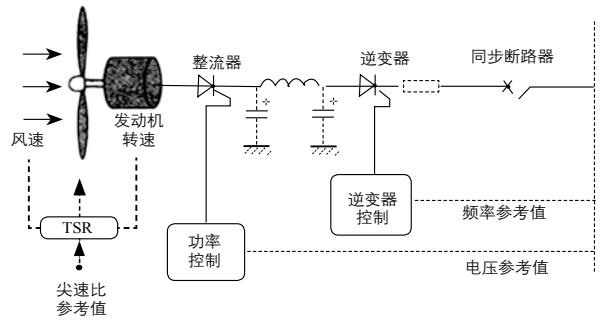 整流器
逆变器
同步断路器
发动机
转速
风速
TSR
尖速比
参考值
功率
控制
逆变器
控制
频率参考值
电压参考值